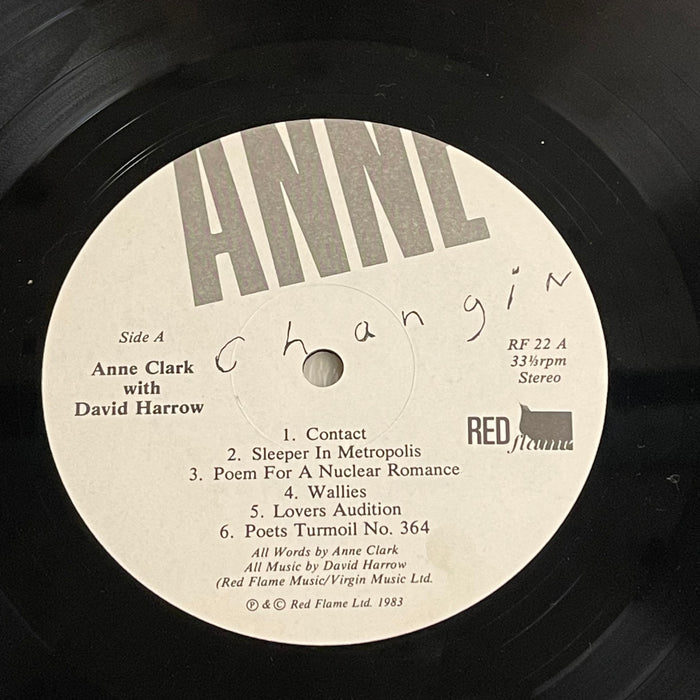 ANNE
changin
Side A
Anne Clark
with
David Harrow
RF 22 A
33⅓rpm
Stereo
RED
flame
1. Contact
2. Sleeper In Metropolis
3. Poem For A Nuclear Romance
4. Wallies
5. Lovers Audition
6. Poets Turmoil No. 364
All Words by Anne Clark
All Music by David Harrow
(Red Flame Music/Virgin Music Ltd.
Ⓟ & © Red Flame Ltd. 1983